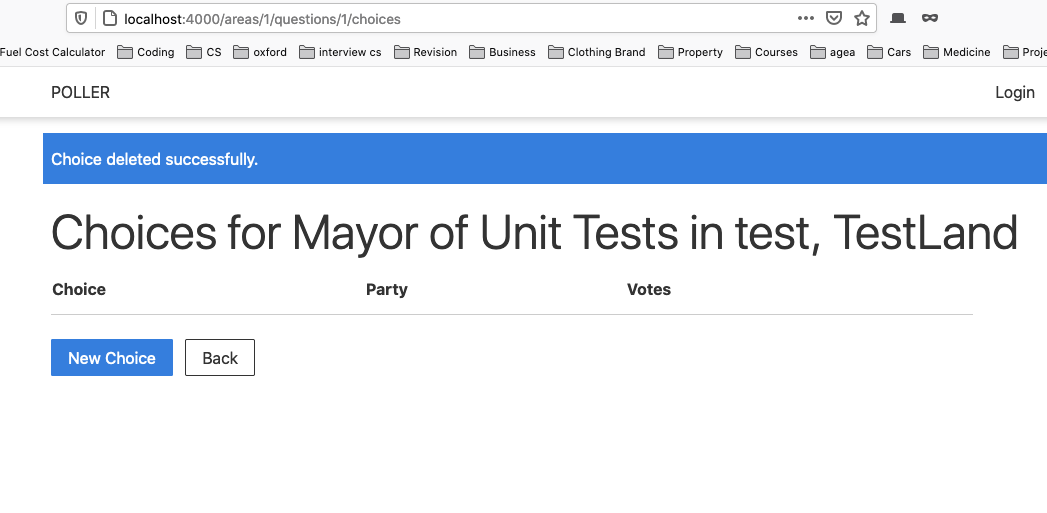 localhost:4000/areas/1/questions/1/choices
Fuel Cost Calculator Coding CS oxford interview cs Revision Business Clothing Brand Property Courses agea Cars Medicine Proje
POLLER Login
Choice deleted successfully.
Choices for Mayor of Unit Tests in test, TestLand
Choice Party Votes
New Choice Back